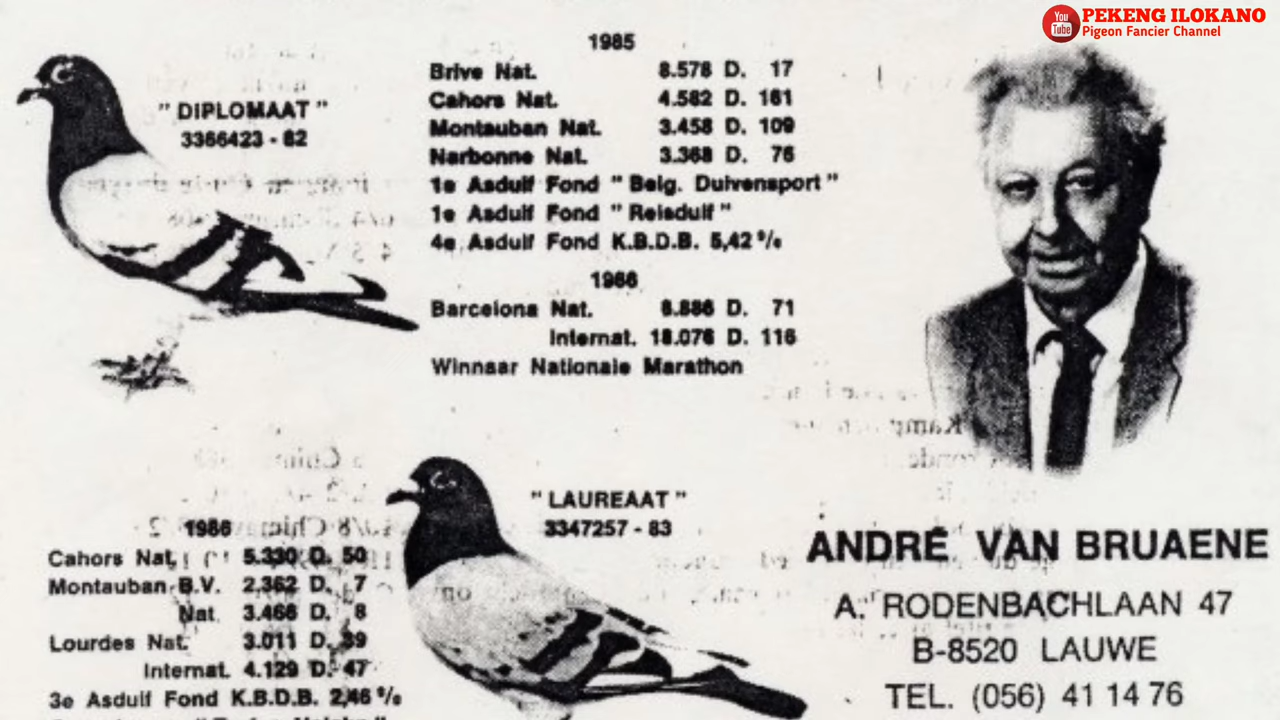 YouTube
PEKENG ILOKANO
Pigeon Fancier Channel
" DIPLOMAAT "
3366423 - 82
1985
Brive Nat. 8.578 D. 17
Cahors Nat. 4.582 D. 161
Montauban Nat. 3.458 D. 109
Narbonne Nat. 3.368 D. 76
1e Asduif Fond " Belg. Duivensport "
1e Asduif Fond " Reisduif "
4e Asduif Fond K.B.D.B. 5,42 %
1986
Barcelona Nat. 6.886 D. 71
Internat. 18.076 D. 116
Winnaar Nationale Marathon
" LAUREAAT "
3347257 - 83
1986
Cahors Nat. 5.330 D. 50
Montauban B.V. 2.362 D. 7
Nat. 3.466 D. 8
Lourdes Nat. 3.011 D. 39
Internat. 4.129 D. 47
3e Asduif Fond K.B.D.B. 2,46 %
ANDRÉ VAN BRUAENE
A. RODENBACHLAAN 47
B-8520 LAUWE
TEL. (056) 41 14 76